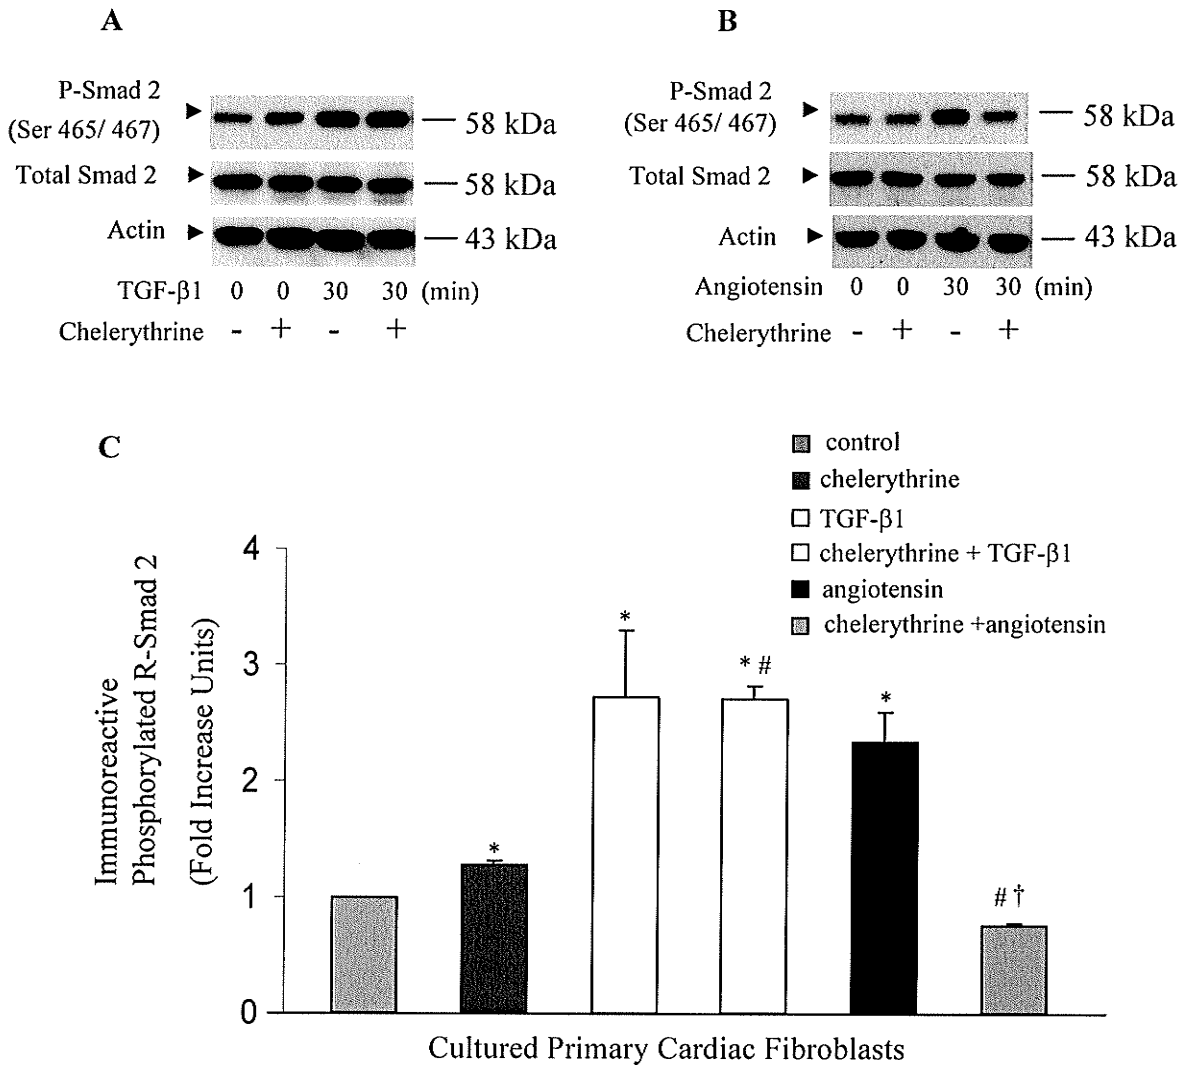 A
P-Smad 2
(Ser 465/ 467)
58 kDa
Total Smad 2
58 kDa
Actin
43 kDa
TGF-β1 0 0 30 30 (min)
Chelerythrine - + - +
B
P-Smad 2
(Ser 465/ 467)
58 kDa
Total Smad 2
58 kDa
Actin
43 kDa
Angiotensin 0 0 30 30 (min)
Chelerythrine - + - +
C
control
chelerythrine
TGF-β1
chelerythrine + TGF-β1
angiotensin
chelerythrine +angiotensin
Immunoreactive
Phosphorylated R-Smad 2
(Fold Increase Units)
4
3
2
1
0
*
*
* #
*
# †
Cultured Primary Cardiac Fibroblasts